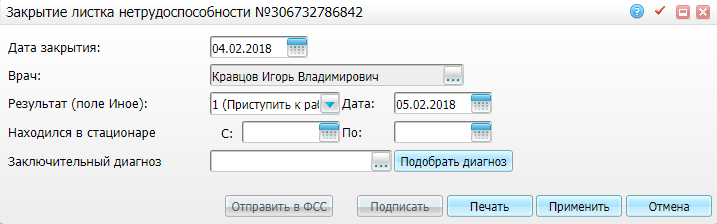 Закрытие листка нетрудоспособности №306732786842
Дата закрытия: 04.02.2018
Врач: Кравцов Игорь Владимирович ...
Результат (поле Иное): 1 (Приступить к ра Дата: 05.02.2018
Находился в стационаре С: По:
Заключительный диагноз ... Подобрать диагноз
Отправить в ФСС Подписать Печать Применить Отмена